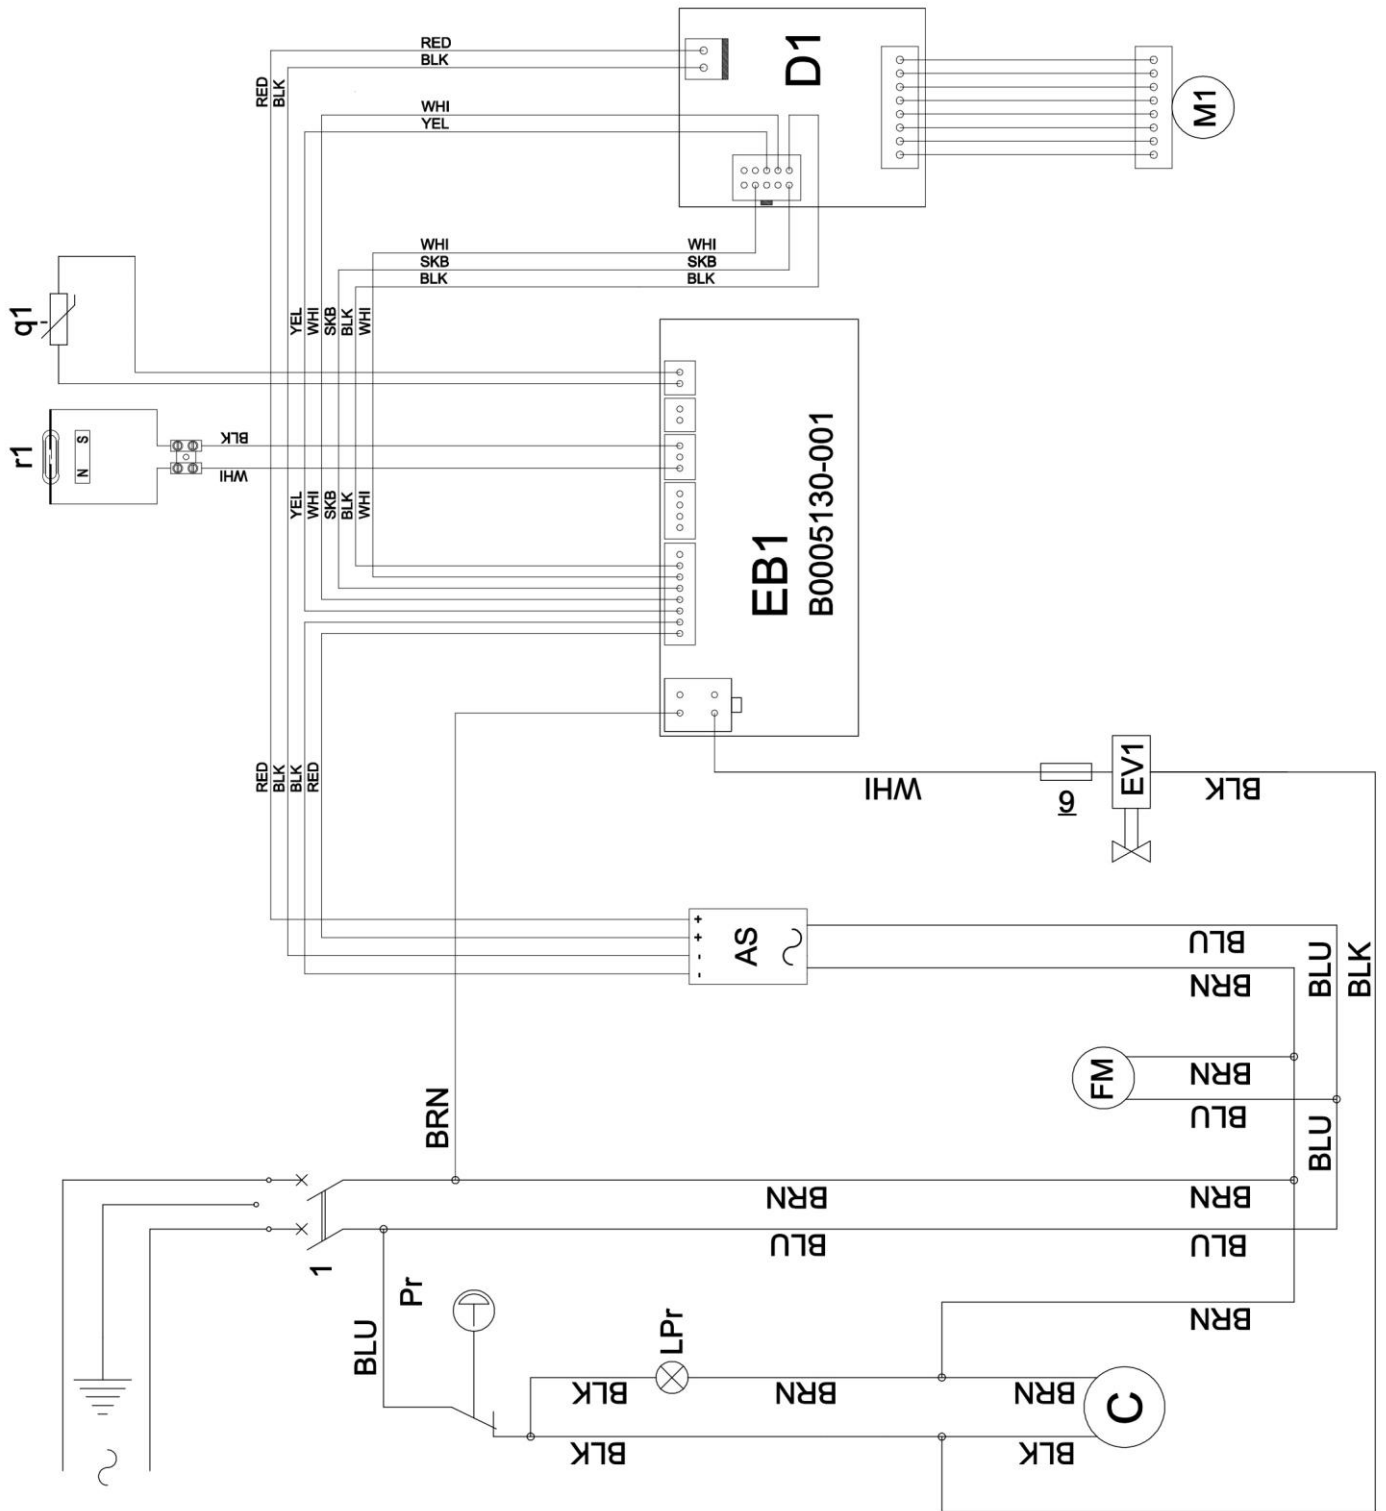 RED
BLK
D1
RED
BLK
WHI
YEL
M1
WHI
WHI
SKB
SKB
BLK
BLK
q1
YEL
WHI
SKB
BLK
WHI
r1
N S
BLK
WHI
YEL
WHI
SKB
BLK
WHI
EB1
B0005130-001
RED
BLK
BLK
RED
WHI
9
EV1
BLK
+
+
-
-
AS
BLU
BRN
BLU
BLK
FM
BRN
BLU
BRN
BLU
BRN
BRN
BLU
BLU
1
Pr
BLU
LPr
BRN
BLK
BRN
BRN
C
BLK
BLK